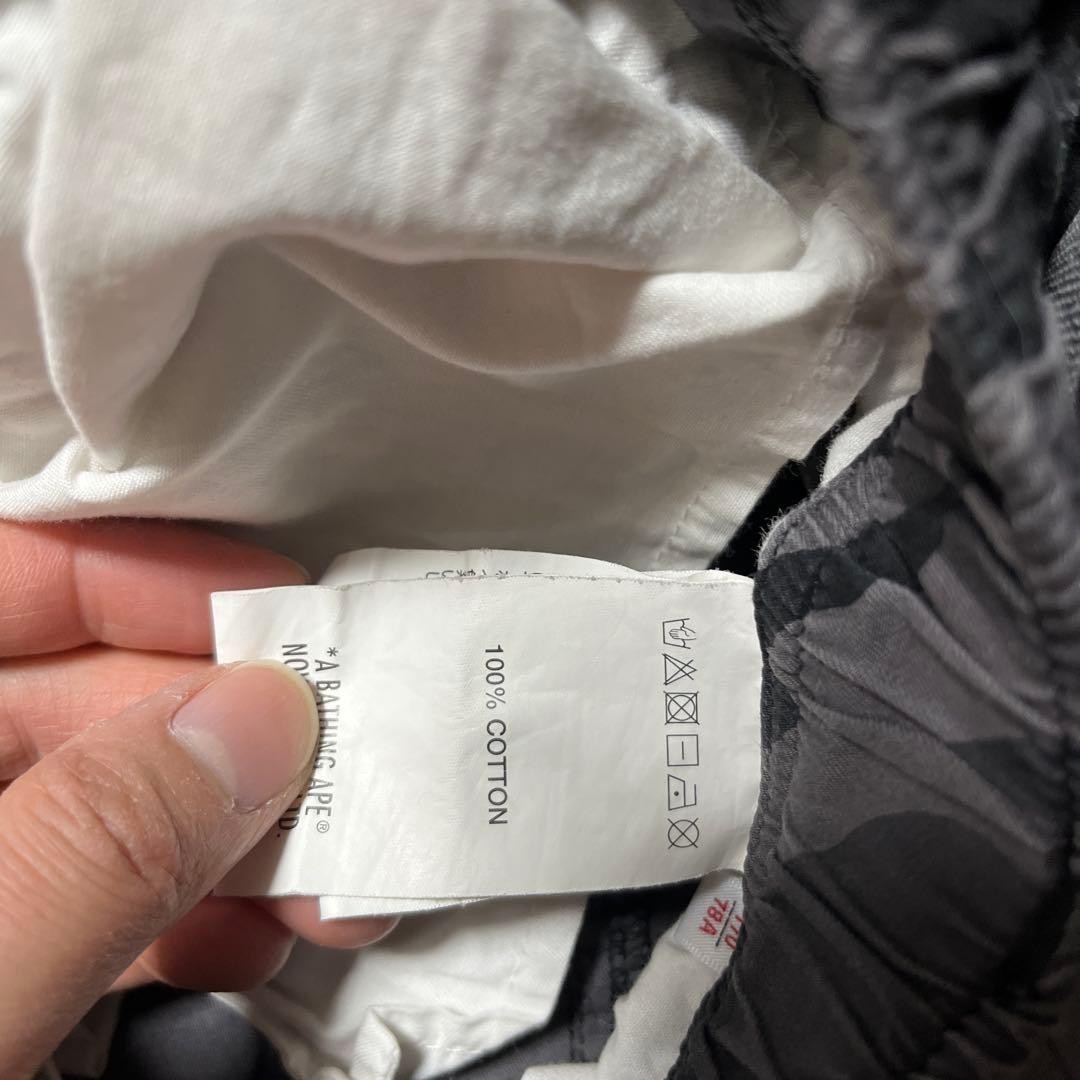 100% COTTON
*A BATHING APE®
170
78A